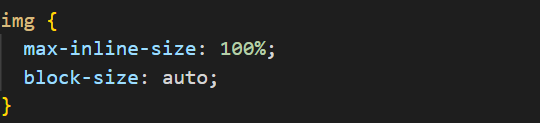 img {
  max-inline-size: 100%;
  block-size: auto;
}